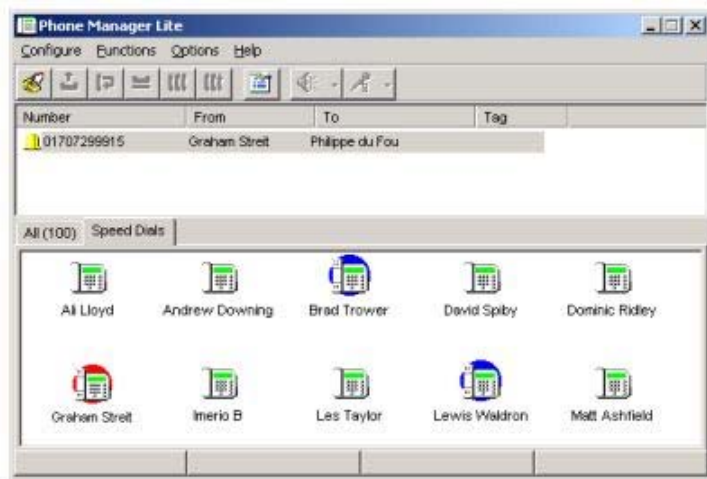 Phone Manager Lite
Configure Functions Options Help
Number From To Tag
01707299915 Graham Streit Philippe du Fou
All (100) Speed Dials
Ali Lloyd Andrew Downing Brad Trower David Spiby Dominic Ridley
Graham Streit Imerio B Les Taylor Lewis Waldron Matt Ashfield